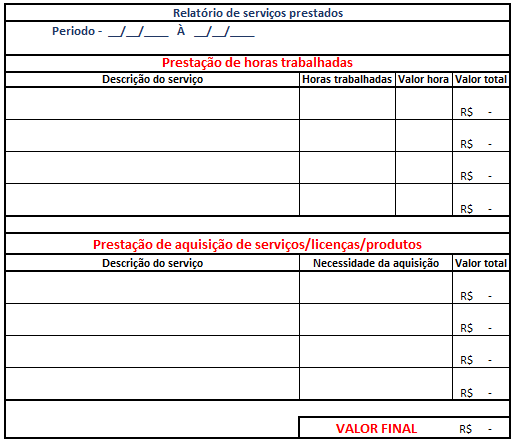 Relatório de serviços prestados
Periodo - __/__/____ À __/__/____
Prestação de horas trabalhadas
Descrição do serviço Horas trabalhadas Valor hora Valor total
R$ -
R$ -
R$ -
R$ -
Prestação de aquisição de serviços/licenças/produtos
Descrição do serviço Necessidade da aquisição Valor total
R$ -
R$ -
R$ -
R$ -
VALOR FINAL R$ -